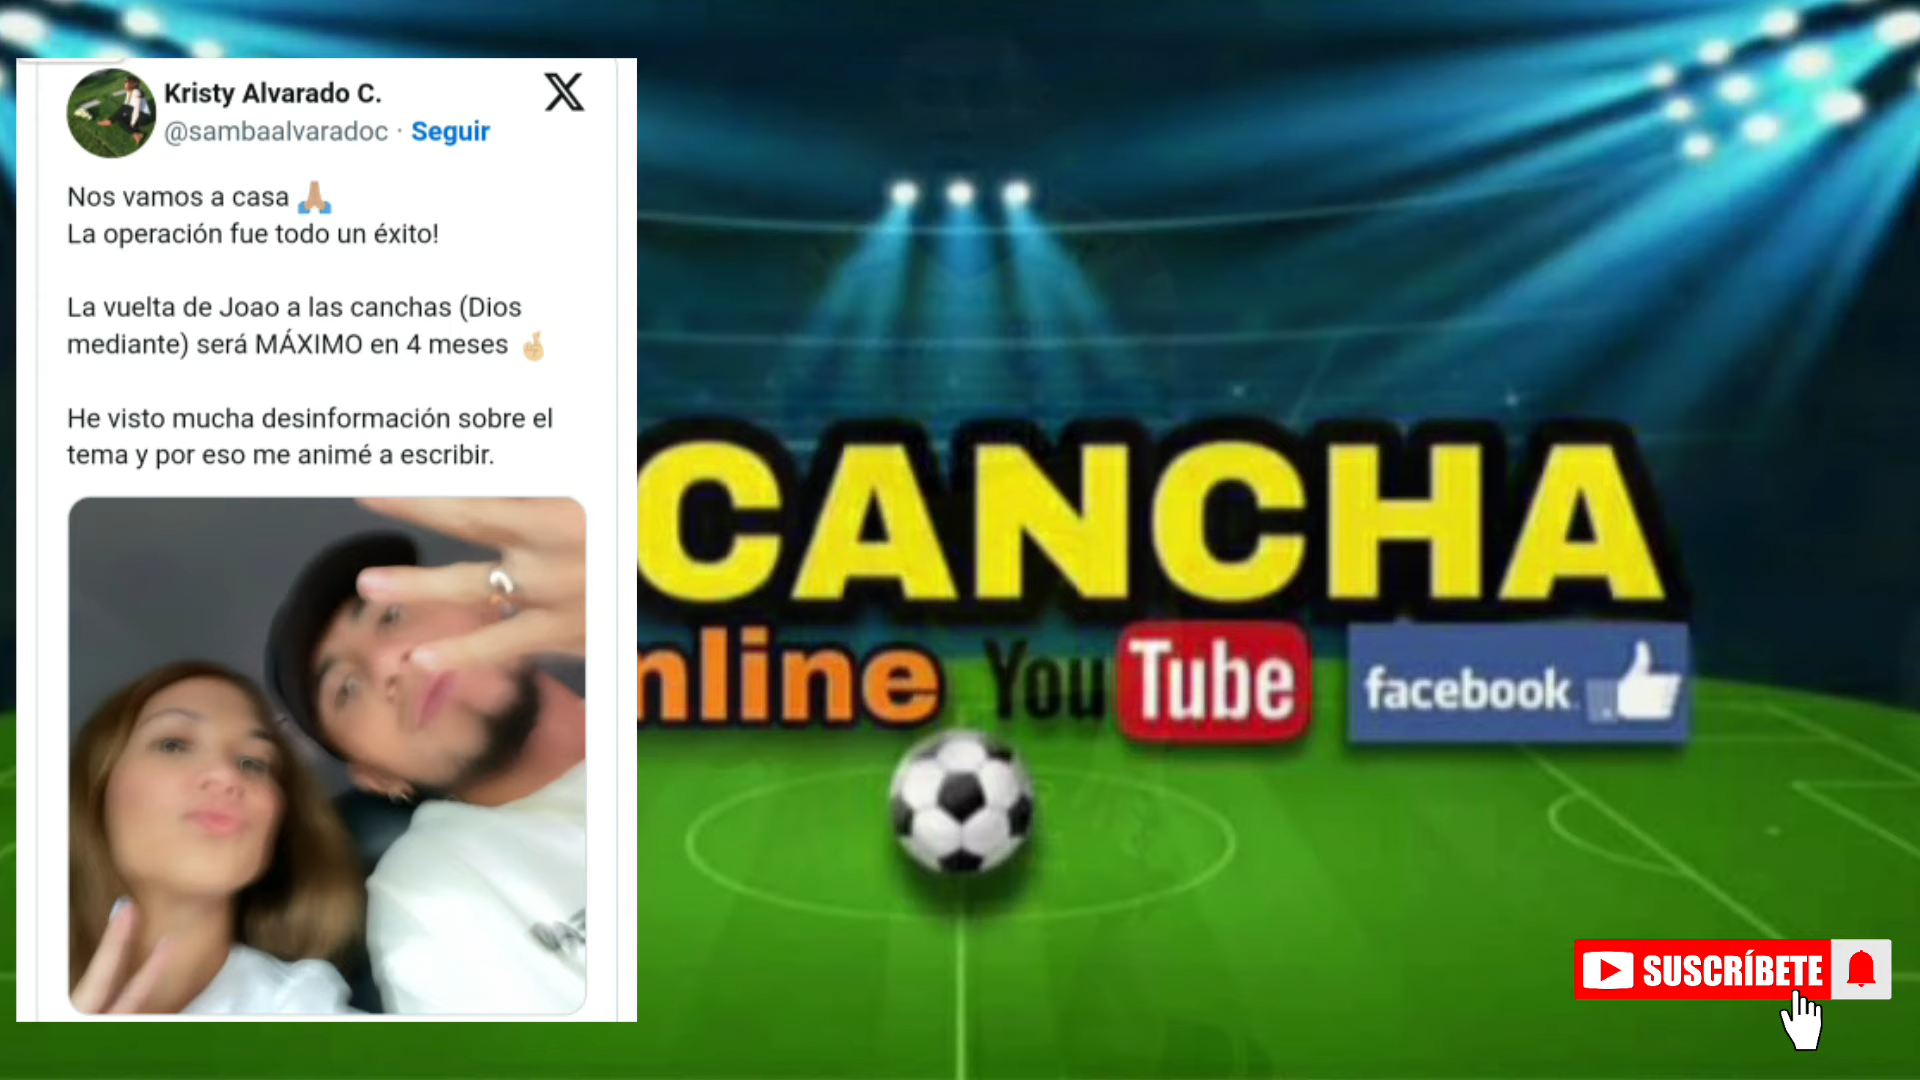 Kristy Alvarado C.
@sambaalvaradoc · Seguir
Nos vamos a casa 🙏🏽
La operación fue todo un éxito!
La vuelta de Joao a las canchas (Dios
mediante) será MÁXIMO en 4 meses 🤞🏼
He visto mucha desinformación sobre el
tema y por eso me animé a escribir.
CANCHA
nline YouTube facebook
SUSCRÍBETE